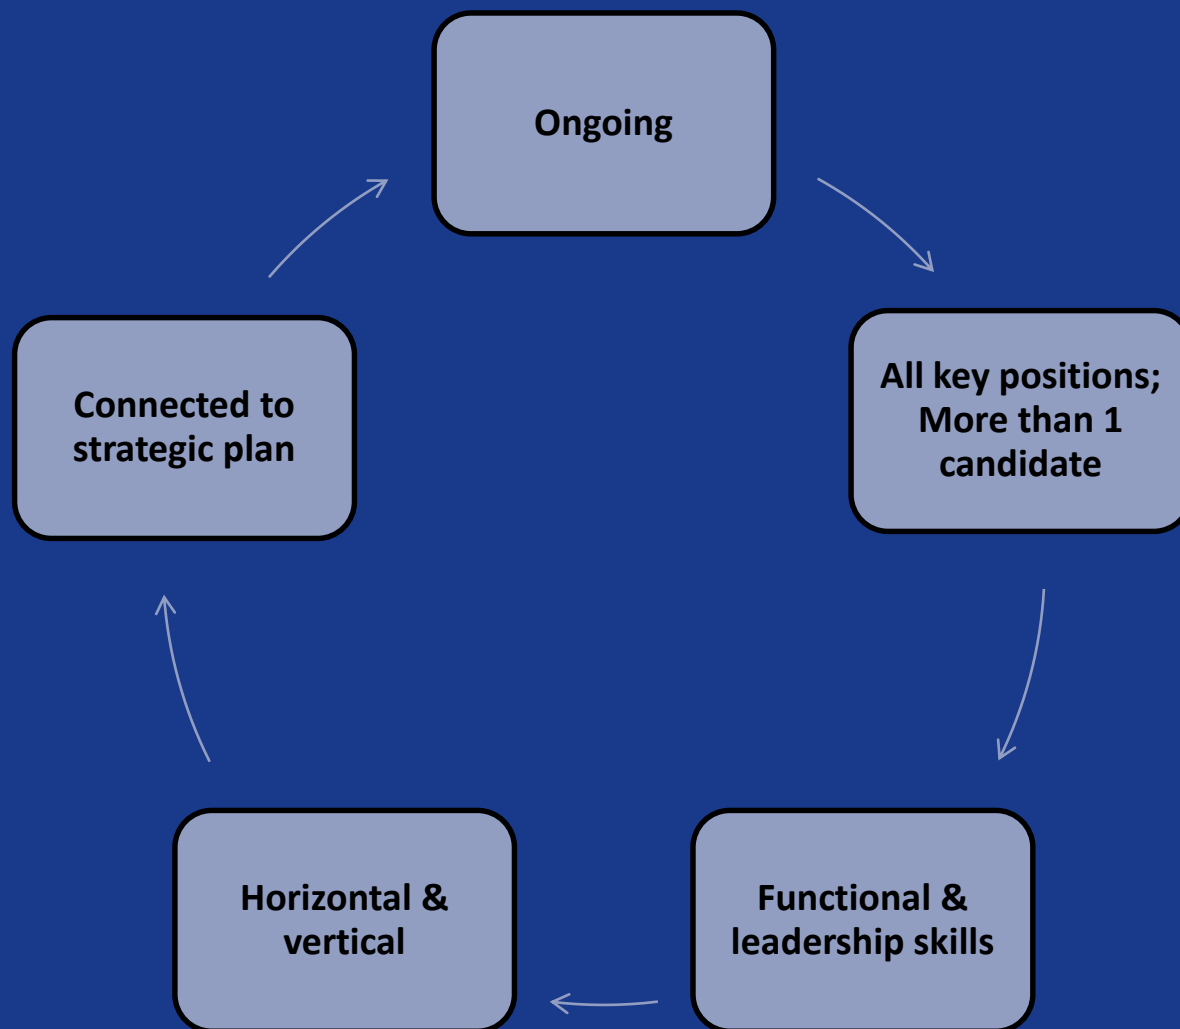 Ongoing
All key positions;
More than 1
candidate
Functional &
leadership skills
Horizontal &
vertical
Connected to
strategic plan